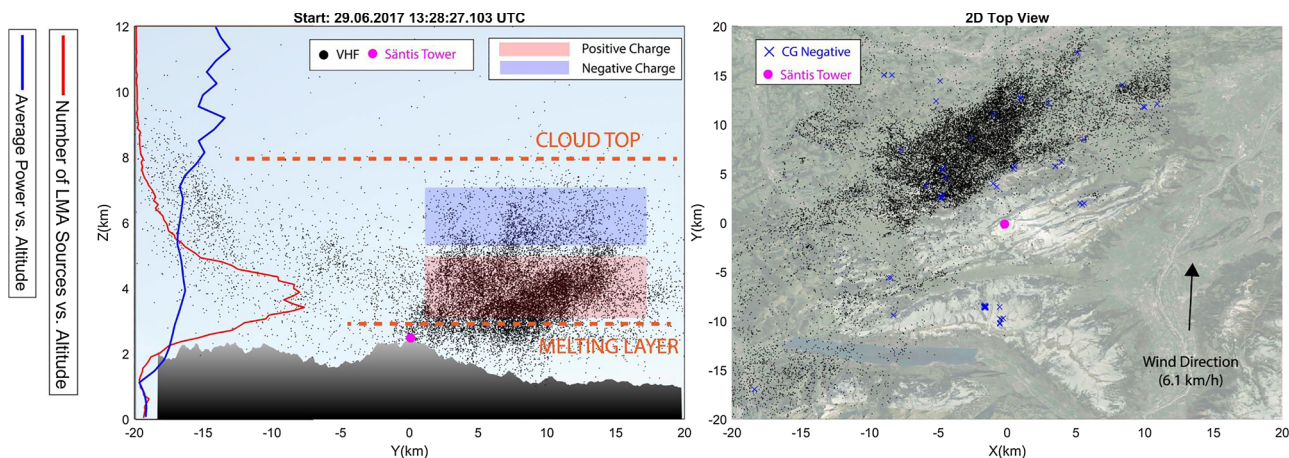 Average Power vs. Altitude
Number of LMA Sources vs. Altitude
Start: 29.06.2017 13:28:27.103 UTC
VHF Säntis Tower
Positive Charge
Negative Charge
CLOUD TOP
MELTING LAYER
12
10
8
6
4
2
0
Z(km)
-20 -15 -10 -5 0 5 10 15 20
Y(km)
2D Top View
CG Negative
Säntis Tower
Wind Direction
(6.1 km/h)
20
15
10
5
0
-5
-10
-15
-20
Y(km)
-20 -15 -10 -5 0 5 10 15 20
X(km)